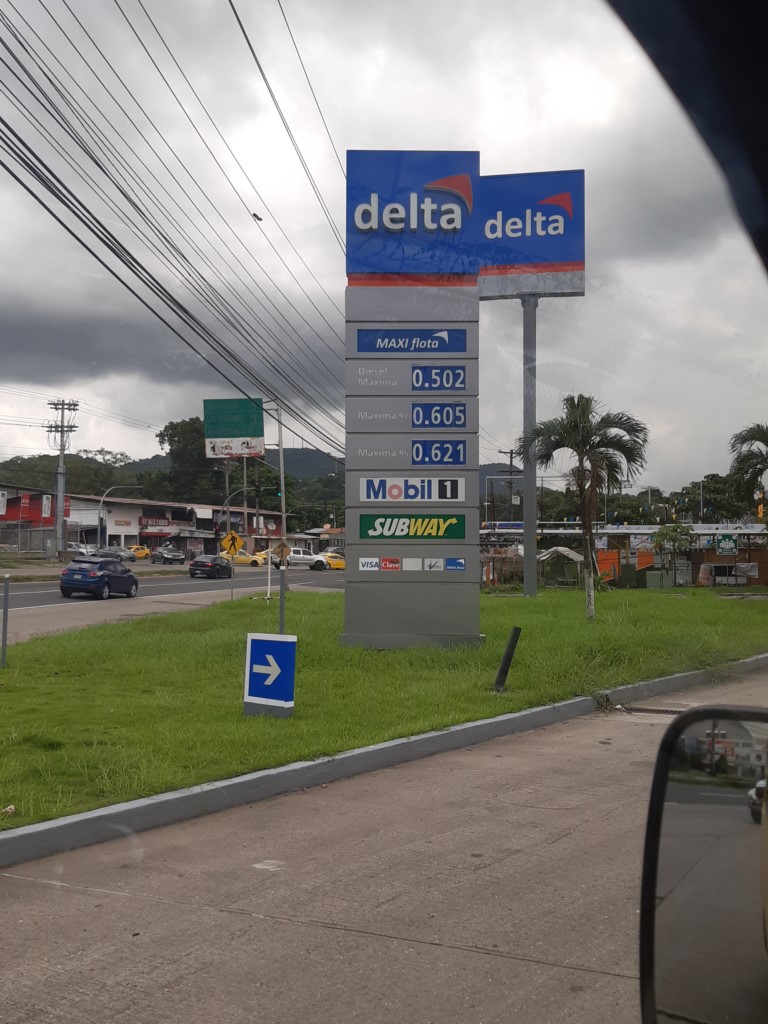 delta
delta
MAXI flota
Diesel
Maxima
0.502
Maxima 91
0.605
Maxima 95
0.621
Mobil 1
SUBWAY
VISA Clave